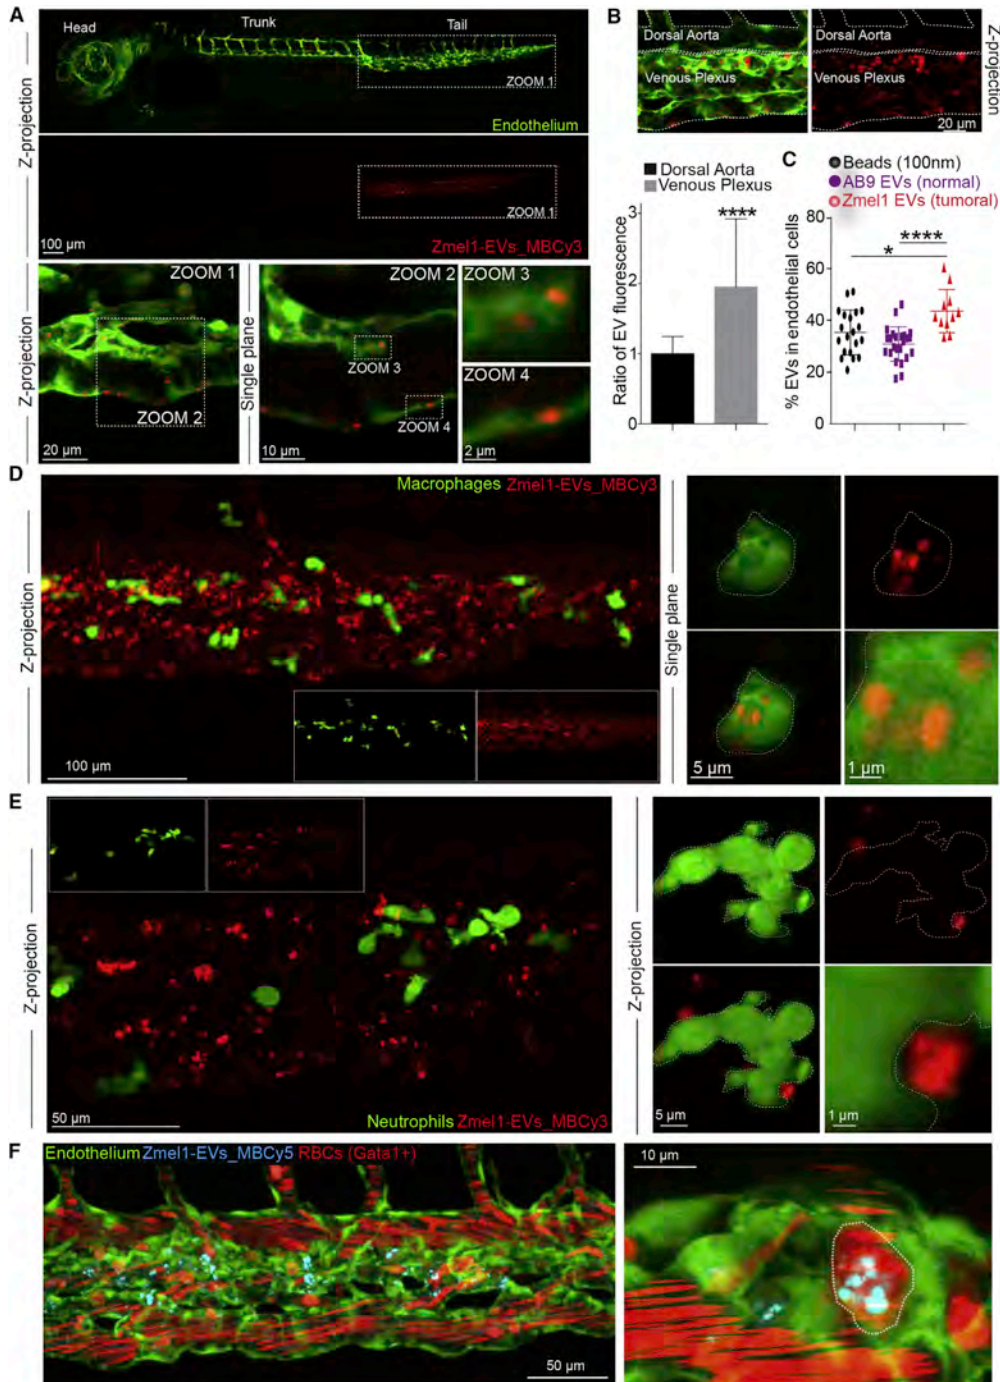 A
Head
Trunk
Tail
ZOOM 1
Endothelium
Z-projection
ZOOM 1
100 µm
Zmel1-EVs_MBCy3
Z-projection
ZOOM 1
ZOOM 2
20 µm
Single plane
ZOOM 2
ZOOM 3
ZOOM 4
10 µm
ZOOM 3
ZOOM 4
2 µm
B
Dorsal Aorta
Venous Plexus
Dorsal Aorta
Venous Plexus
20 µm
Z-projection
Dorsal Aorta
Venous Plexus
Ratio of EV fluorescence
3
2
1
0
****
C
Beads (100nm)
AB9 EVs (normal)
Zmel1 EVs (tumoral)
% EVs in endothelial cells
80
60
40
20
0
*
****
D
Macrophages Zmel1-EVs_MBCy3
Z-projection
100 µm
Single plane
5 µm
1 µm
E
Z-projection
50 µm
Neutrophils Zmel1-EVs_MBCy3
Z-projection
5 µm
1 µm
F
Endothelium Zmel1-EVs_MBCy5 RBCs (Gata1+)
50 µm
10 µm